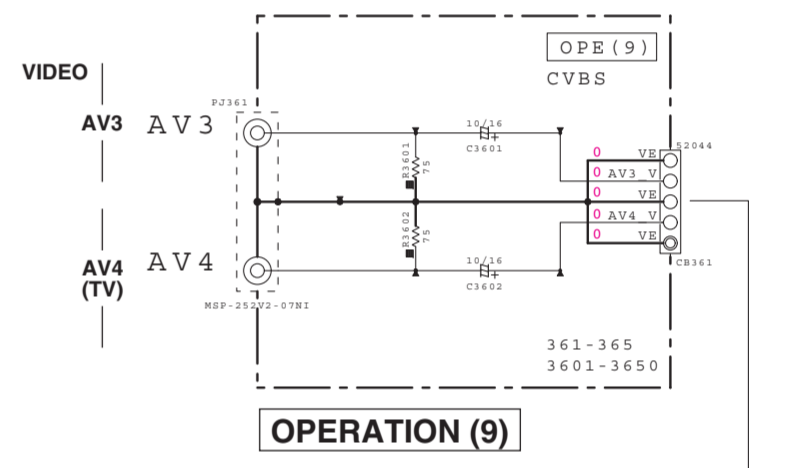 OPE(9)
CVBS
VIDEO
AV3
AV3
PJ361
10/16
C3601
R3601
75
52044
0 VE
0 AV3_V
0 VE
0 AV4_V
0 VE
CB361
R3602
75
10/16
C3602
AV4
(TV)
AV4
MSP-252V2-07NI
361-365
3601-3650
OPERATION (9)